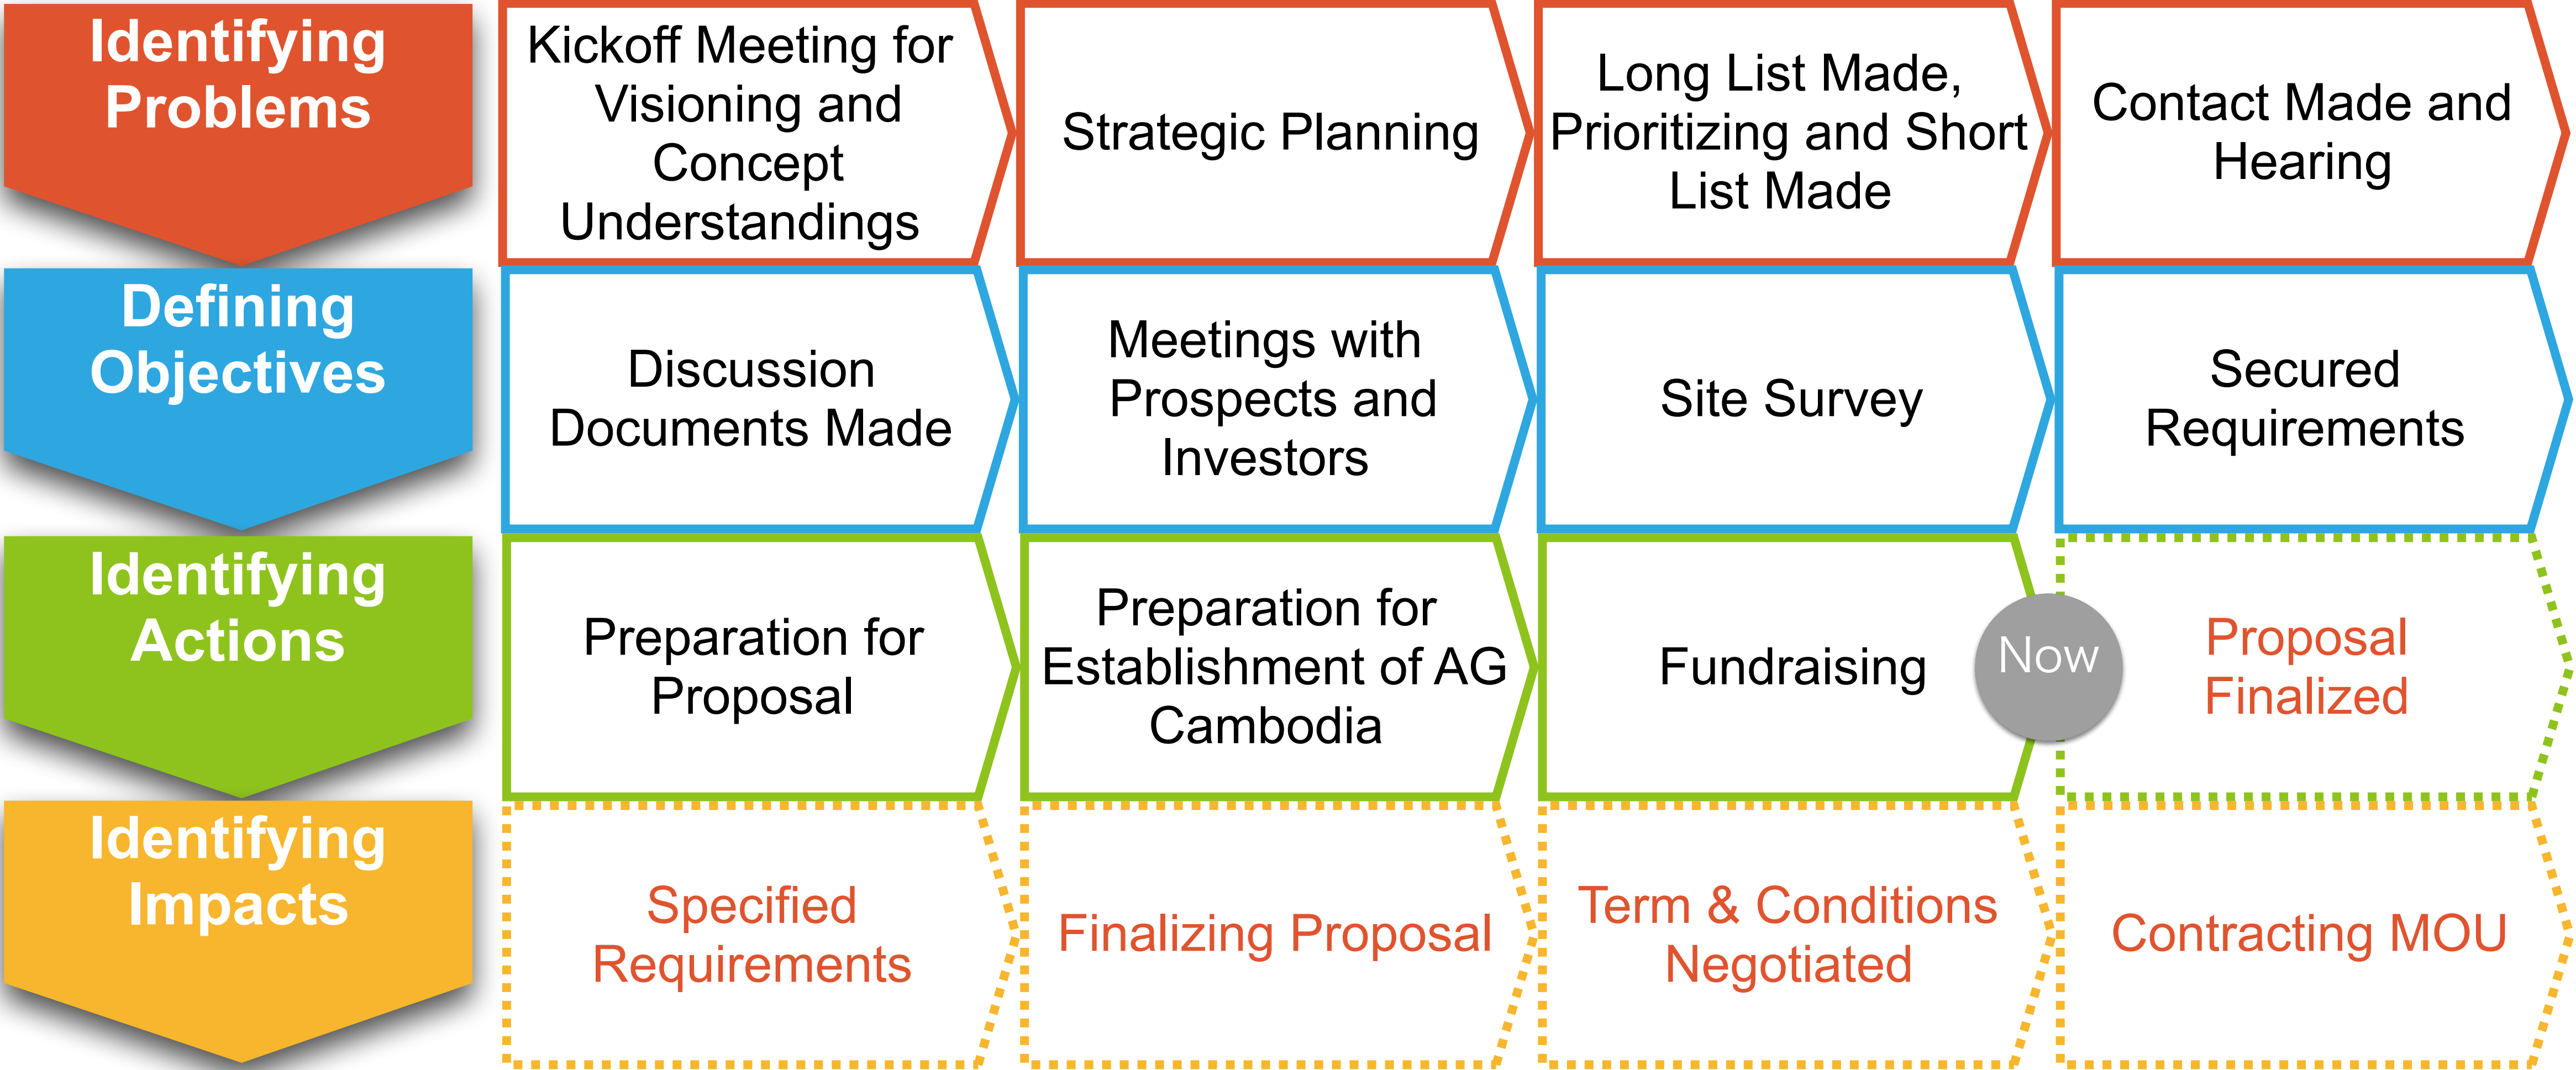 Identifying
Problems
Kickoff Meeting for
Visioning and
Concept
Understandings
Strategic Planning
Long List Made,
Prioritizing and Short
List Made
Contact Made and
Hearing
Defining
Objectives
Discussion
Documents Made
Meetings with
Prospects and
Investors
Site Survey
Secured
Requirements
Identifying
Actions
Preparation for
Proposal
Preparation for
Establishment of AG
Cambodia
Fundraising
Now
Proposal
Finalized
Identifying
Impacts
Specified
Requirements
Finalizing Proposal
Term & Conditions
Negotiated
Contracting MOU